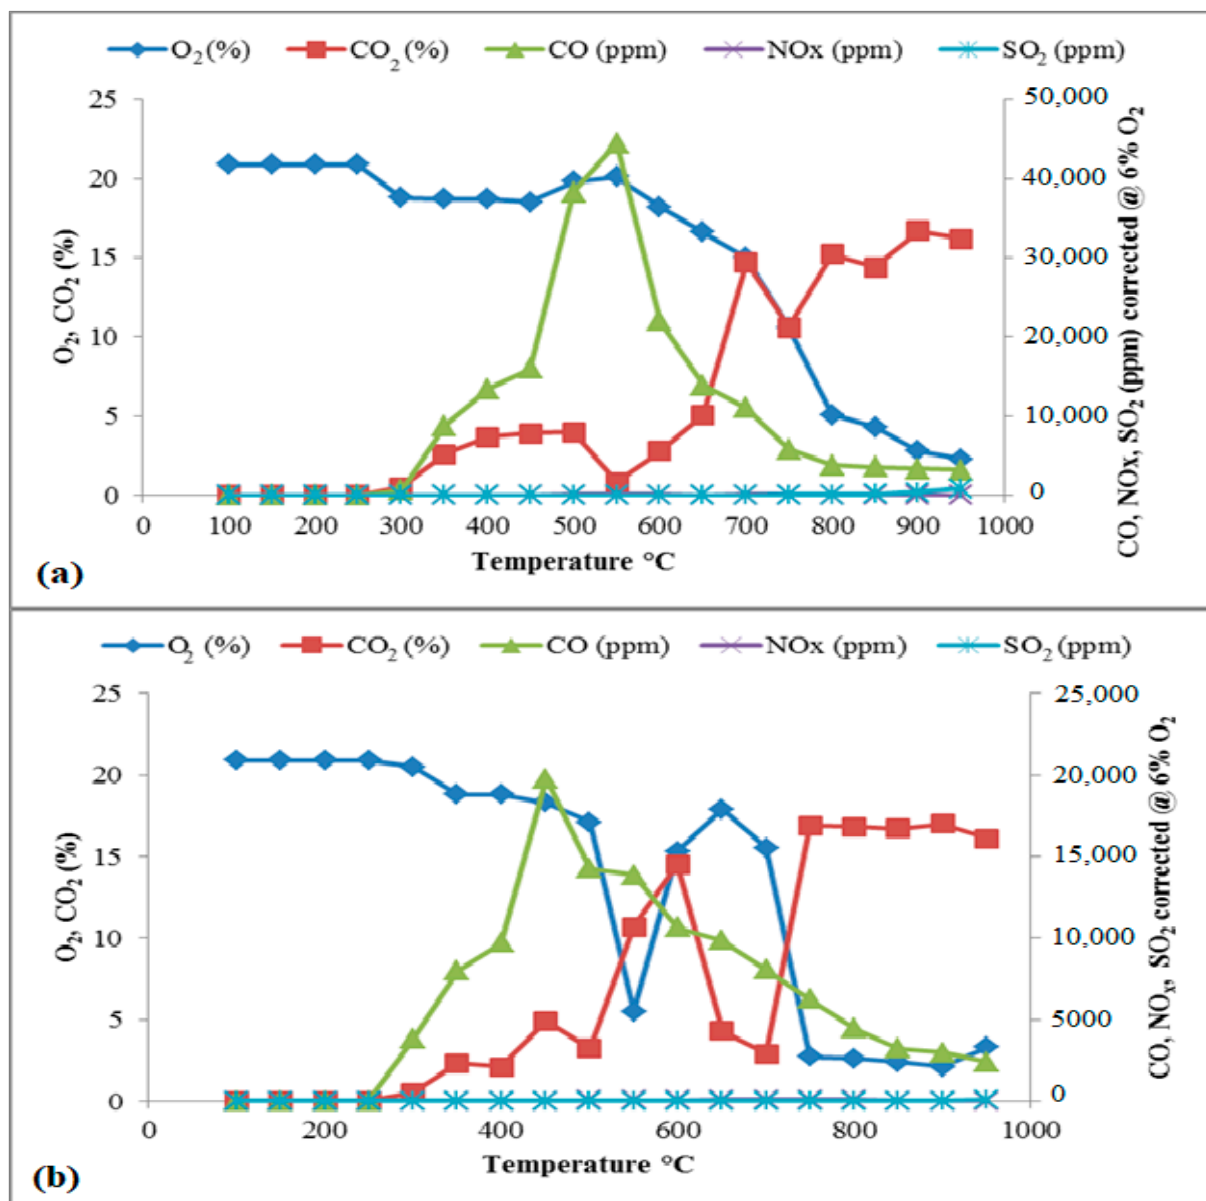 O₂ (%) CO₂ (%) CO (ppm) NOx (ppm) SO₂ (ppm)
25 50,000
20 40,000
15 30,000
10 20,000
5 10,000
0 0
0 100 200 300 400 500 600 700 800 900 1000
O₂, CO₂ (%)
CO, NOx, SO₂ (ppm) corrected @ 6% O₂
Temperature °C
(a)
O₂ (%) CO₂ (%) CO (ppm) NOx (ppm) SO₂ (ppm)
25 25,000
20 20,000
15 15,000
10 10,000
5 5000
0 0
0 200 400 600 800 1000
O₂, CO₂ (%)
CO, NOₓ, SO₂ corrected @ 6% O₂
Temperature °C
(b)